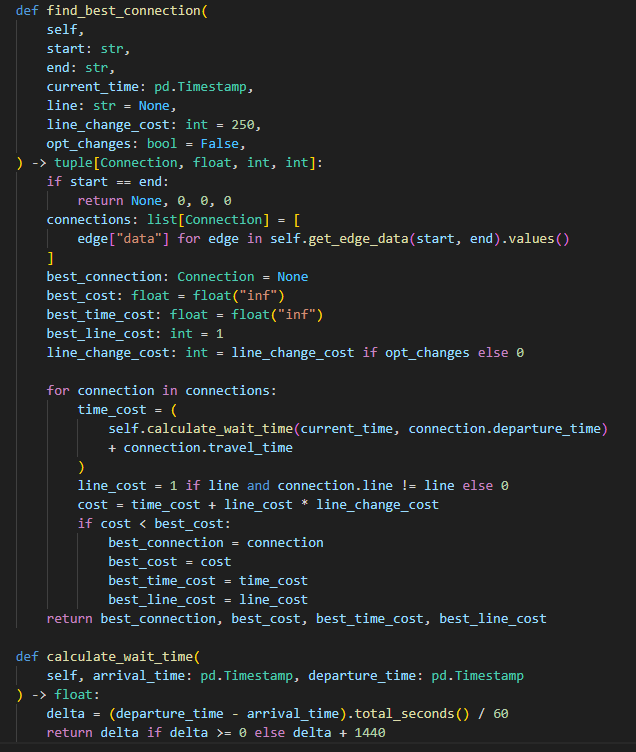 def find_best_connection(
    self,
    start: str,
    end: str,
    current_time: pd.Timestamp,
    line: str = None,
    line_change_cost: int = 250,
    opt_changes: bool = False,
) -> tuple[Connection, float, int, int]:
    if start == end:
        return None, 0, 0, 0
    connections: list[Connection] = [
        edge["data"] for edge in self.get_edge_data(start, end).values()
    ]
    best_connection: Connection = None
    best_cost: float = float("inf")
    best_time_cost: float = float("inf")
    best_line_cost: int = 1
    line_change_cost: int = line_change_cost if opt_changes else 0

    for connection in connections:
        time_cost = (
            self.calculate_wait_time(current_time, connection.departure_time)
            + connection.travel_time
        )
        line_cost = 1 if line and connection.line != line else 0
        cost = time_cost + line_cost * line_change_cost
        if cost < best_cost:
            best_connection = connection
            best_cost = cost
            best_time_cost = time_cost
            best_line_cost = line_cost
    return best_connection, best_cost, best_time_cost, best_line_cost

def calculate_wait_time(
    self, arrival_time: pd.Timestamp, departure_time: pd.Timestamp
) -> float:
    delta = (departure_time - arrival_time).total_seconds() / 60
    return delta if delta >= 0 else delta + 1440